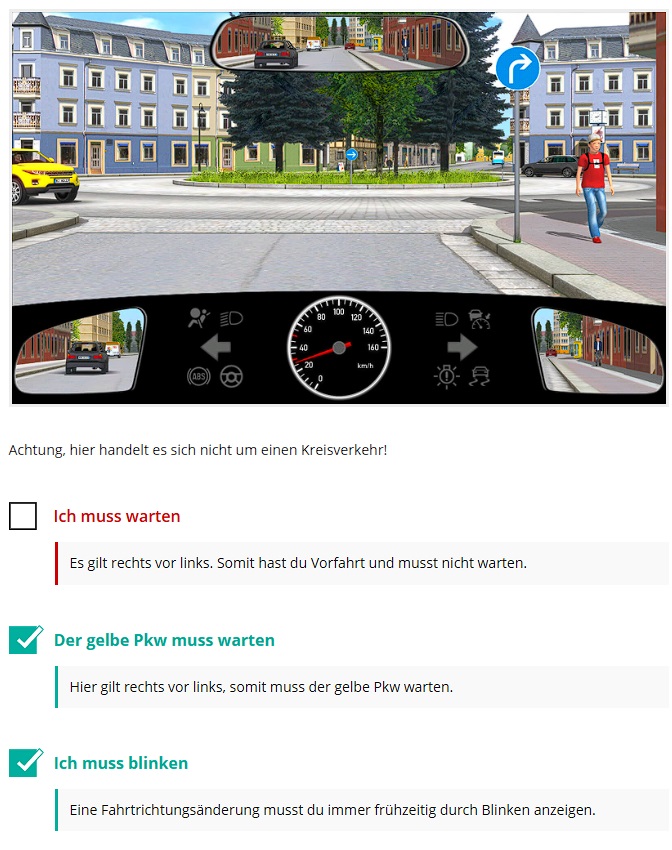 0
20
40
60
80
100
120
140
160
km/h
ABS
Achtung, hier handelt es sich nicht um einen Kreisverkehr!
Ich muss warten
Es gilt rechts vor links. Somit hast du Vorfahrt und musst nicht warten.
Der gelbe Pkw muss warten
Hier gilt rechts vor links, somit muss der gelbe Pkw warten.
Ich muss blinken
Eine Fahrtrichtungsänderung musst du immer frühzeitig durch Blinken anzeigen.